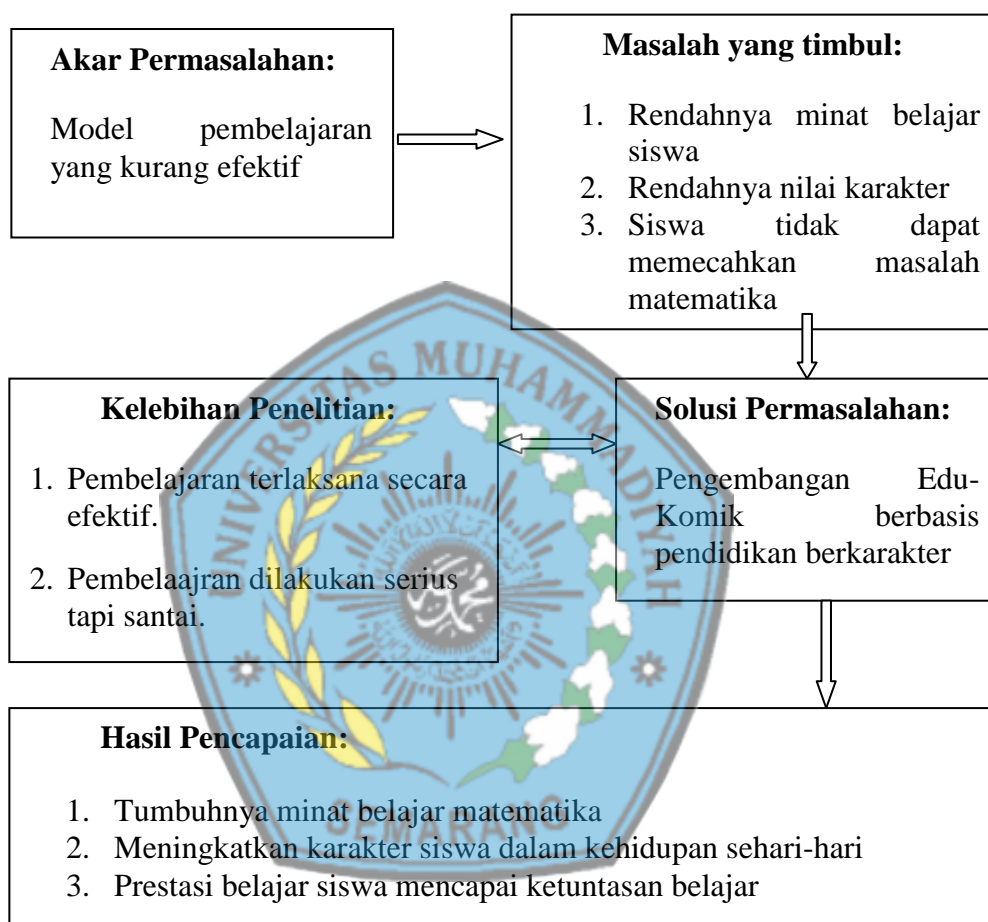 Akar Permasalahan:
Model pembelajaran
yang kurang efektif
Masalah yang timbul:
1. Rendahnya minat belajar
siswa
2. Rendahnya nilai karakter
3. Siswa tidak dapat
memecahkan masalah
matematika
Kelebihan Penelitian:
1. Pembelajaran terlaksana secara
efektif.
2. Pembelaajran dilakukan serius
tapi santai.
Solusi Permasalahan:
Pengembangan Edu-
Komik berbasis
pendidikan berkarakter
Hasil Pencapaian:
1. Tumbuhnya minat belajar matematika
2. Meningkatkan karakter siswa dalam kehidupan sehari-hari
3. Prestasi belajar siswa mencapai ketuntasan belajar
UNIVERSITAS MUHAMMADIYAH
SEMARANG